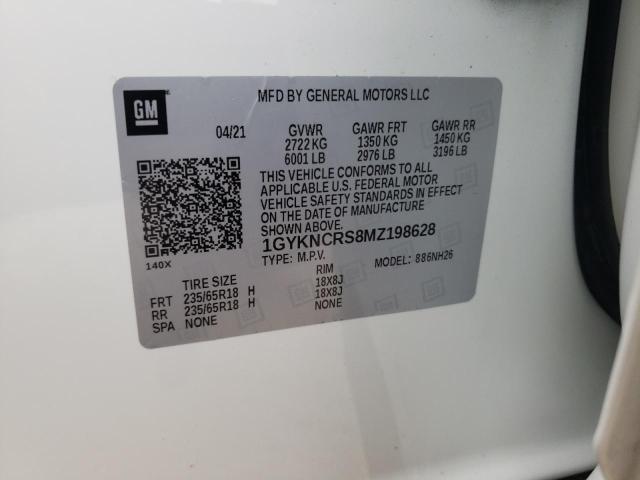 GM
MFD BY GENERAL MOTORS LLC
04/21 GVWR GAWR FRT GAWR RR
2722 KG 1350 KG 1450 KG
6001 LB 2976 LB 3196 LB
THIS VEHICLE CONFORMS TO ALL
APPLICABLE U.S. FEDERAL MOTOR
VEHICLE SAFETY STANDARDS IN EFFECT
ON THE DATE OF MANUFACTURE
SHOWN ABOVE.
1GYKNCRS8MZ198628
140X TYPE: M.P.V. MODEL: 886NH26
TIRE SIZE RIM
FRT 235/65R18 H 18X8J
RR 235/65R18 H 18X8J
SPA NONE NONE